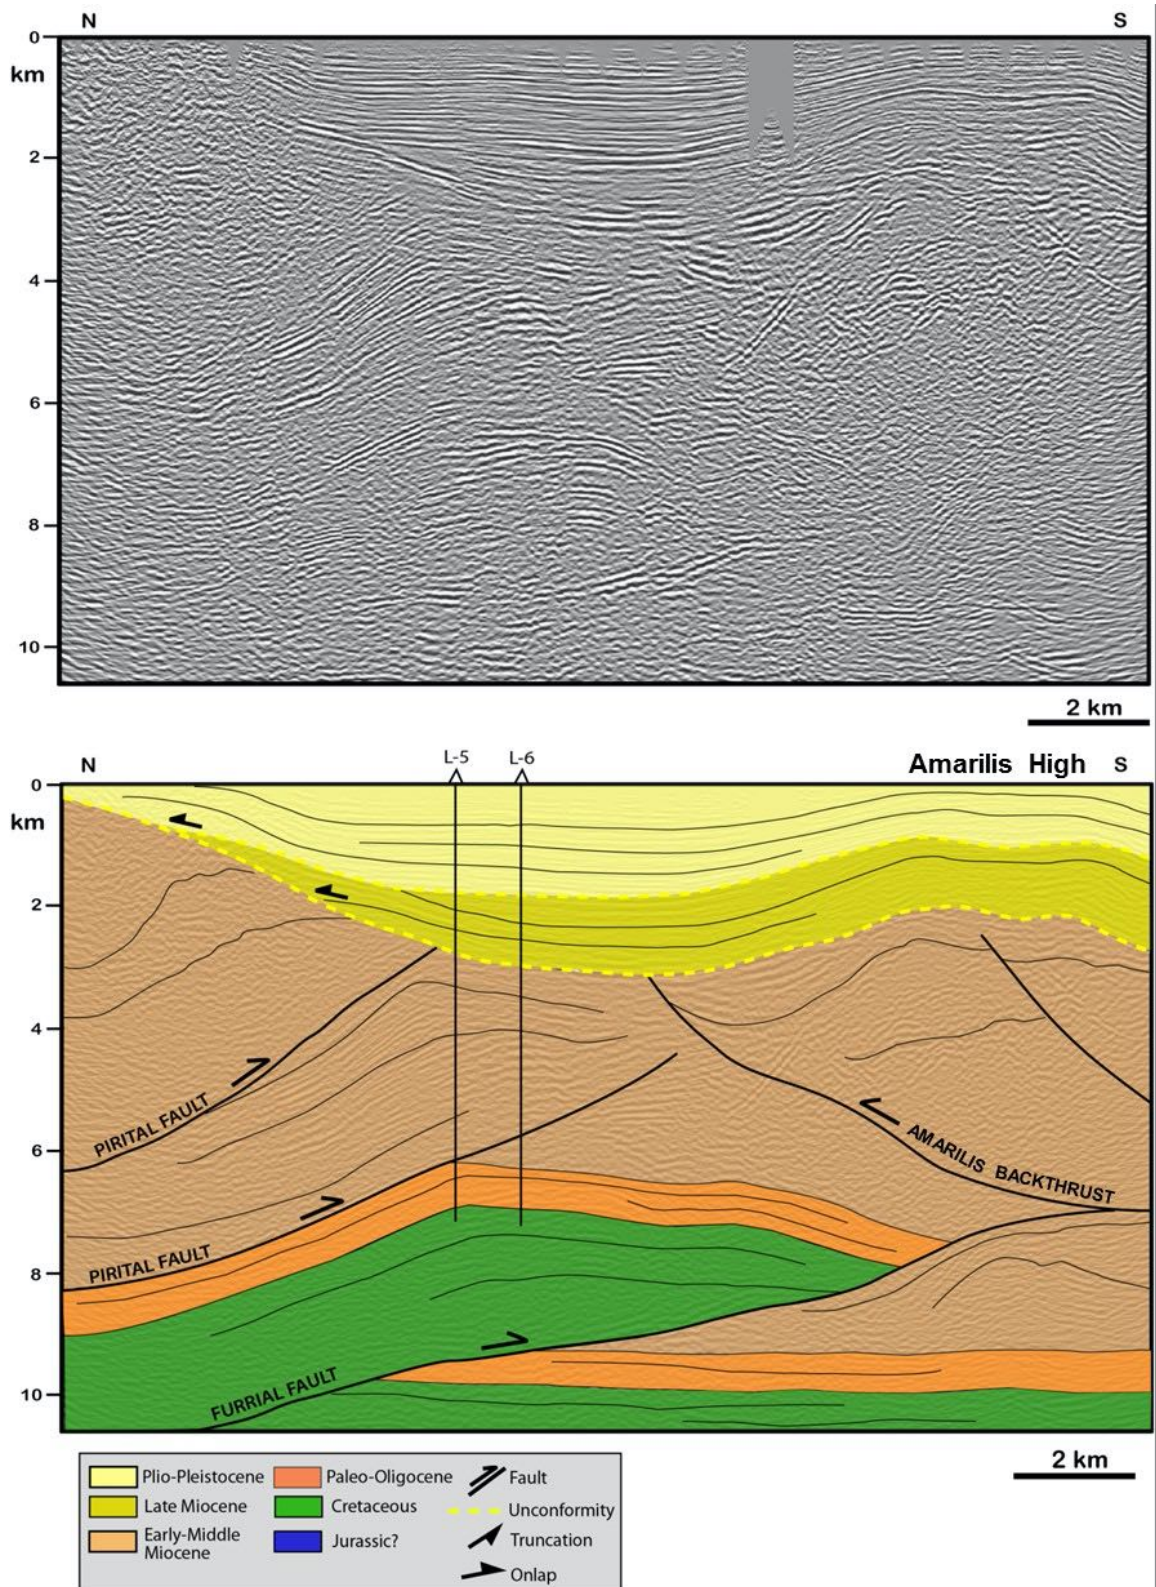 N S
0
km
2
4
6
8
10
2 km
N L-5 L-6 Amarilis High S
0
km
2
4
6
8
10
PIRITAL FAULT
AMARILIS BACKTHRUST
PIRITAL FAULT
FURRIAL FAULT
2 km
Plio-Pleistocene Paleo-Oligocene Fault
Late Miocene Cretaceous Unconformity
Early-Middle
Miocene Jurassic? Truncation
Onlap